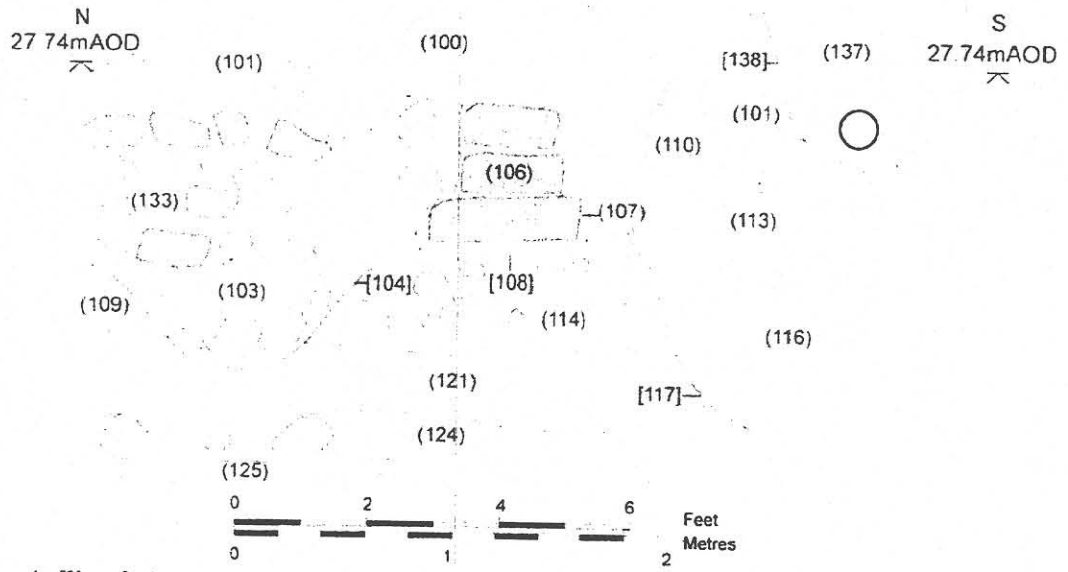 N
27 74mAOD
(101)
(100)
[138]
(137)
S
27.74mAOD
(101)
(110)
(106)
(133)
(107)
(113)
[104]
[108]
(103)
(109)
(114)
(116)
(121)
[117]
(124)
(125)
0 2 4 6
Feet
Metres
0 1 2